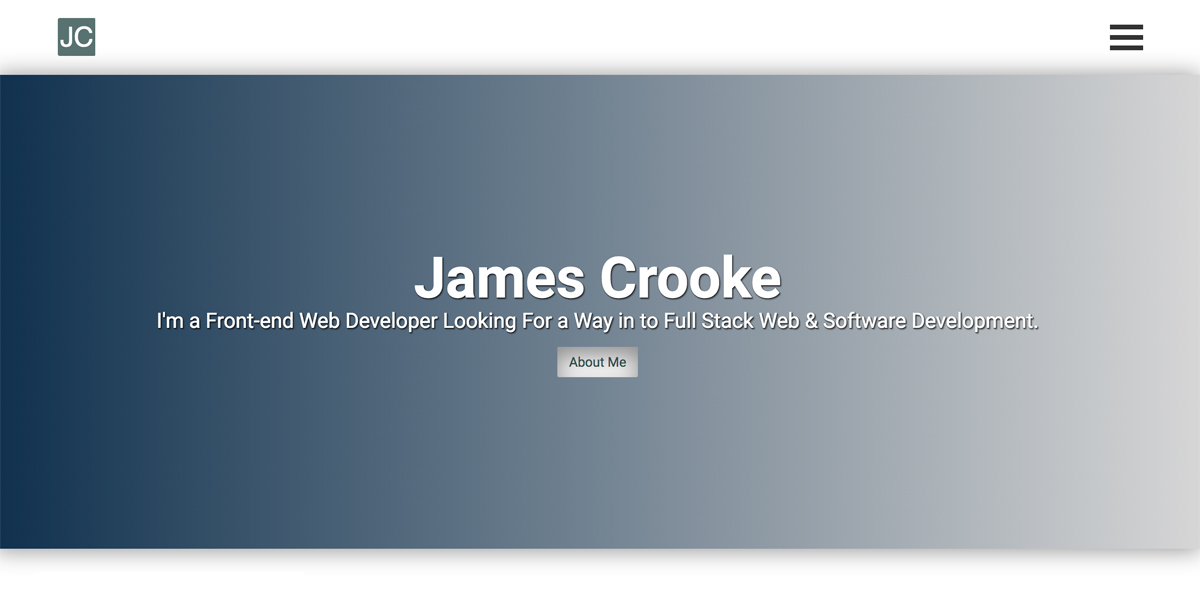 JC
James Crooke
I'm a Front-end Web Developer Looking For a Way in to Full Stack Web & Software Development.
About Me